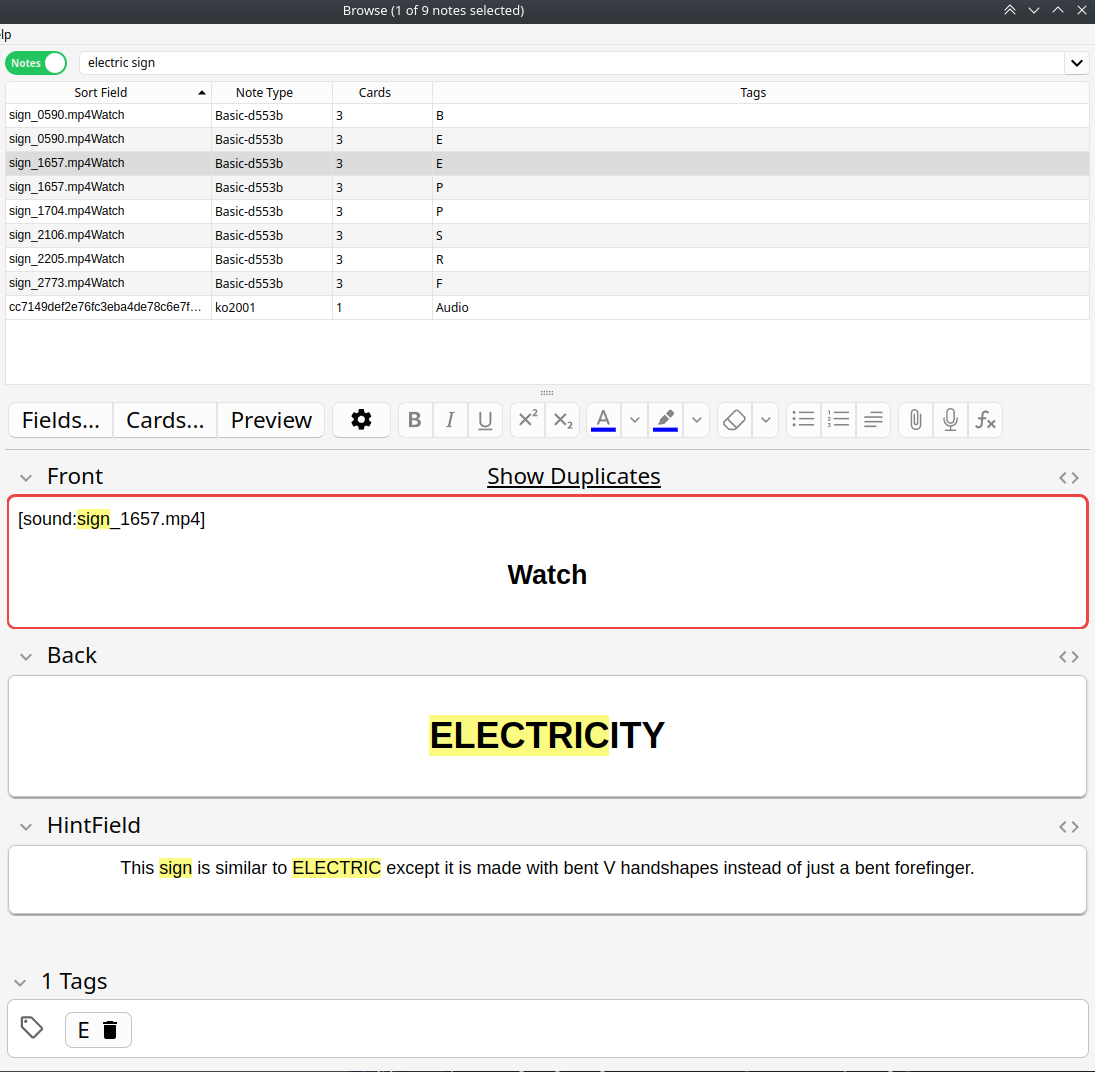 Browse (1 of 9 notes selected)
lp
Notes electric sign
Sort Field Note Type Cards Tags
sign_0590.mp4Watch Basic-d553b 3 B
sign_0590.mp4Watch Basic-d553b 3 E
sign_1657.mp4Watch Basic-d553b 3 E
sign_1657.mp4Watch Basic-d553b 3 P
sign_1704.mp4Watch Basic-d553b 3 P
sign_2106.mp4Watch Basic-d553b 3 S
sign_2205.mp4Watch Basic-d553b 3 R
sign_2773.mp4Watch Basic-d553b 3 F
cc7149def2e76fc3eba4de78c6e7f... ko2001 1 Audio
Fields... Cards... Preview B I U X² X₂ A fx
Front Show Duplicates
[sound:sign_1657.mp4]
Watch
Back
ELECTRICITY
HintField
This sign is similar to ELECTRIC except it is made with bent V handshapes instead of just a bent forefinger.
1 Tags
E